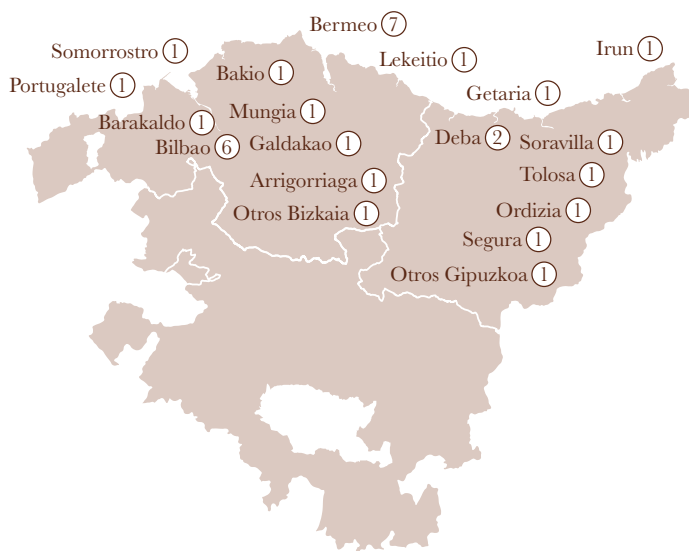 Bermeo 7
Somorrostro 1
Irun 1
Lekeitio 1
Bakio 1
Portugalete 1
Getaria 1
Mungia 1
Barakaldo 1
Deba 2
Soravilla 1
Bilbao 6
Galdakao 1
Tolosa 1
Arrigorriaga 1
Ordizia 1
Otros Bizkaia 1
Segura 1
Otros Gipuzkoa 1